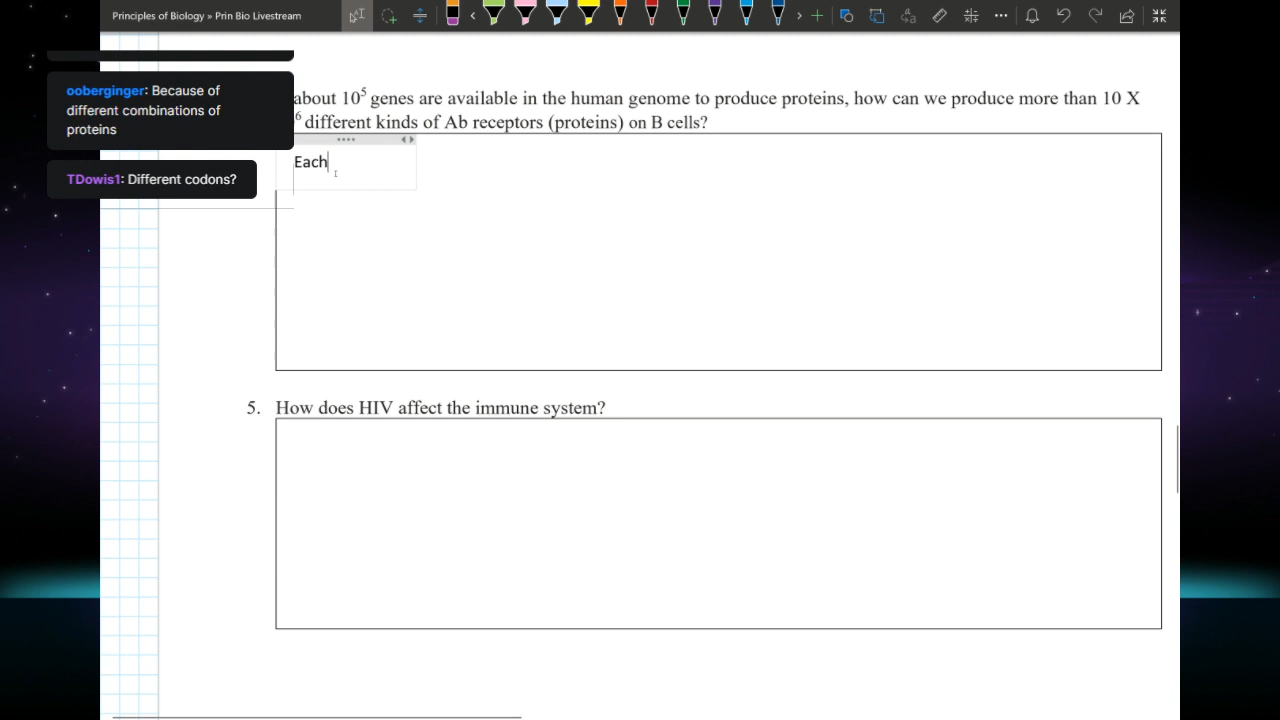 Principles of Biology » Prin Bio Livestream
ooberginger: Because of
different combinations of
proteins
TDowis1: Different codons?
about 10⁵ genes are available in the human genome to produce proteins, how can we produce more than 10 X
⁶ different kinds of Ab receptors (proteins) on B cells?
Each
5. How does HIV affect the immune system?